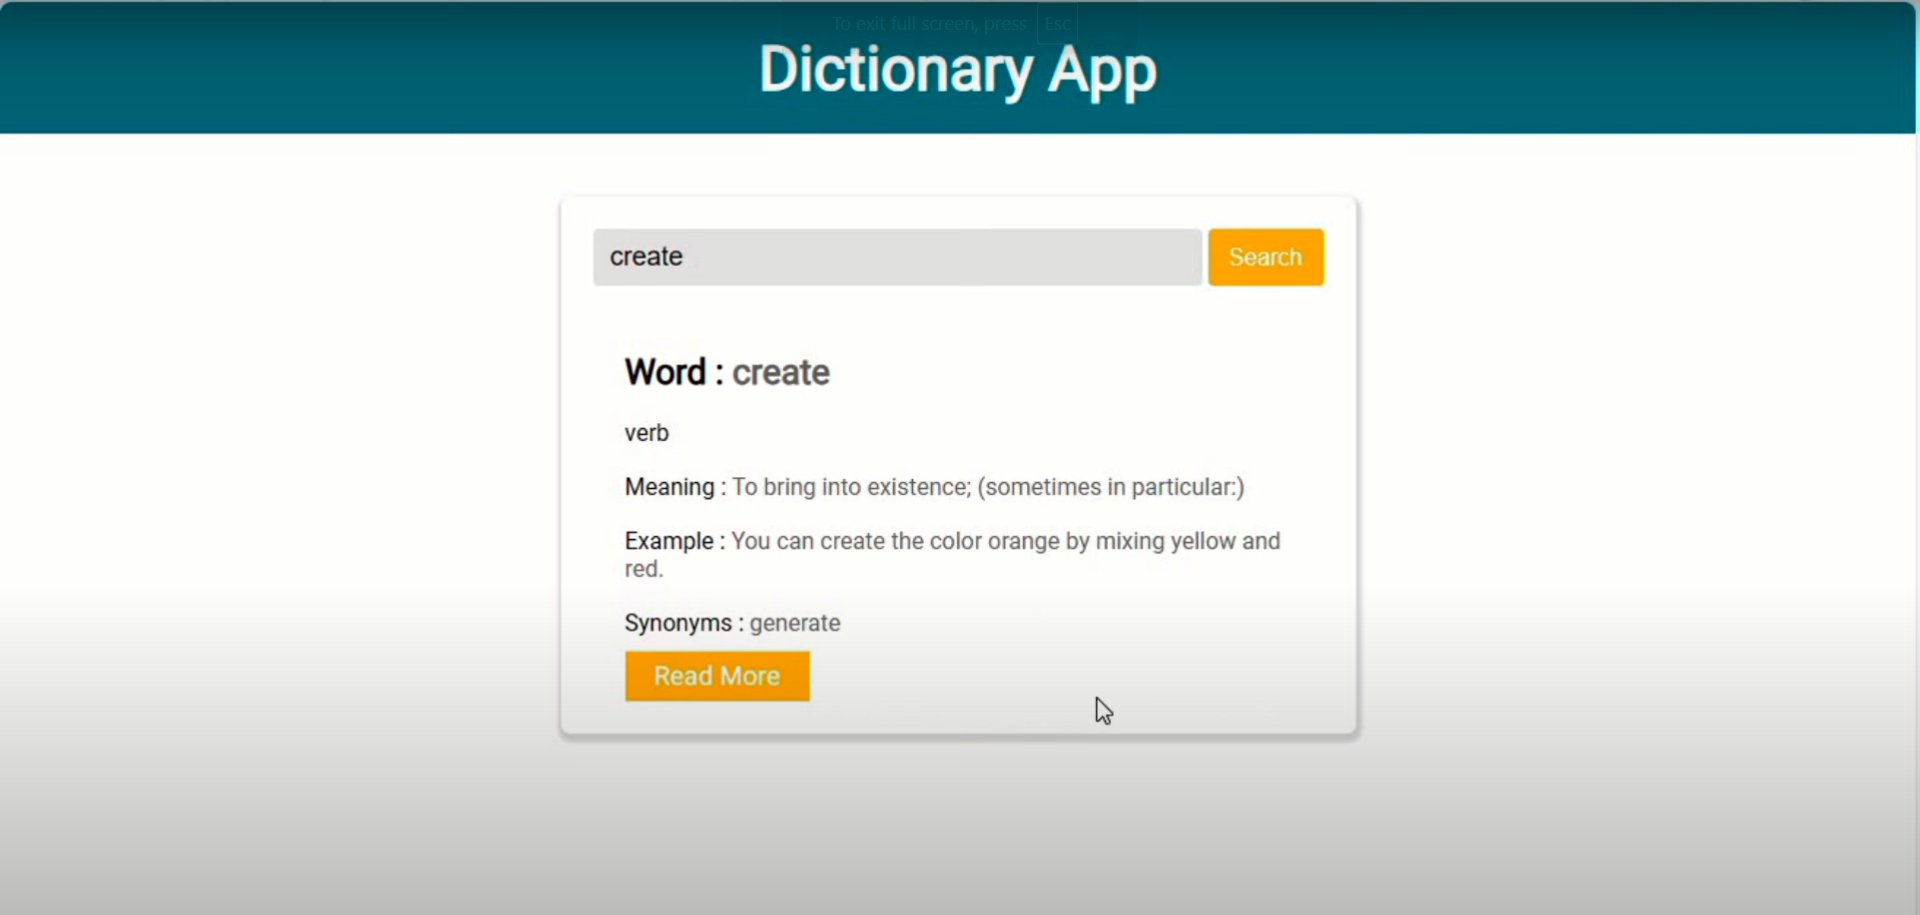 To exit full screen, press Esc
Dictionary App
create
Search
Word : create
verb
Meaning : To bring into existence; (sometimes in particular:)
Example : You can create the color orange by mixing yellow and
red.
Synonyms : generate
Read More